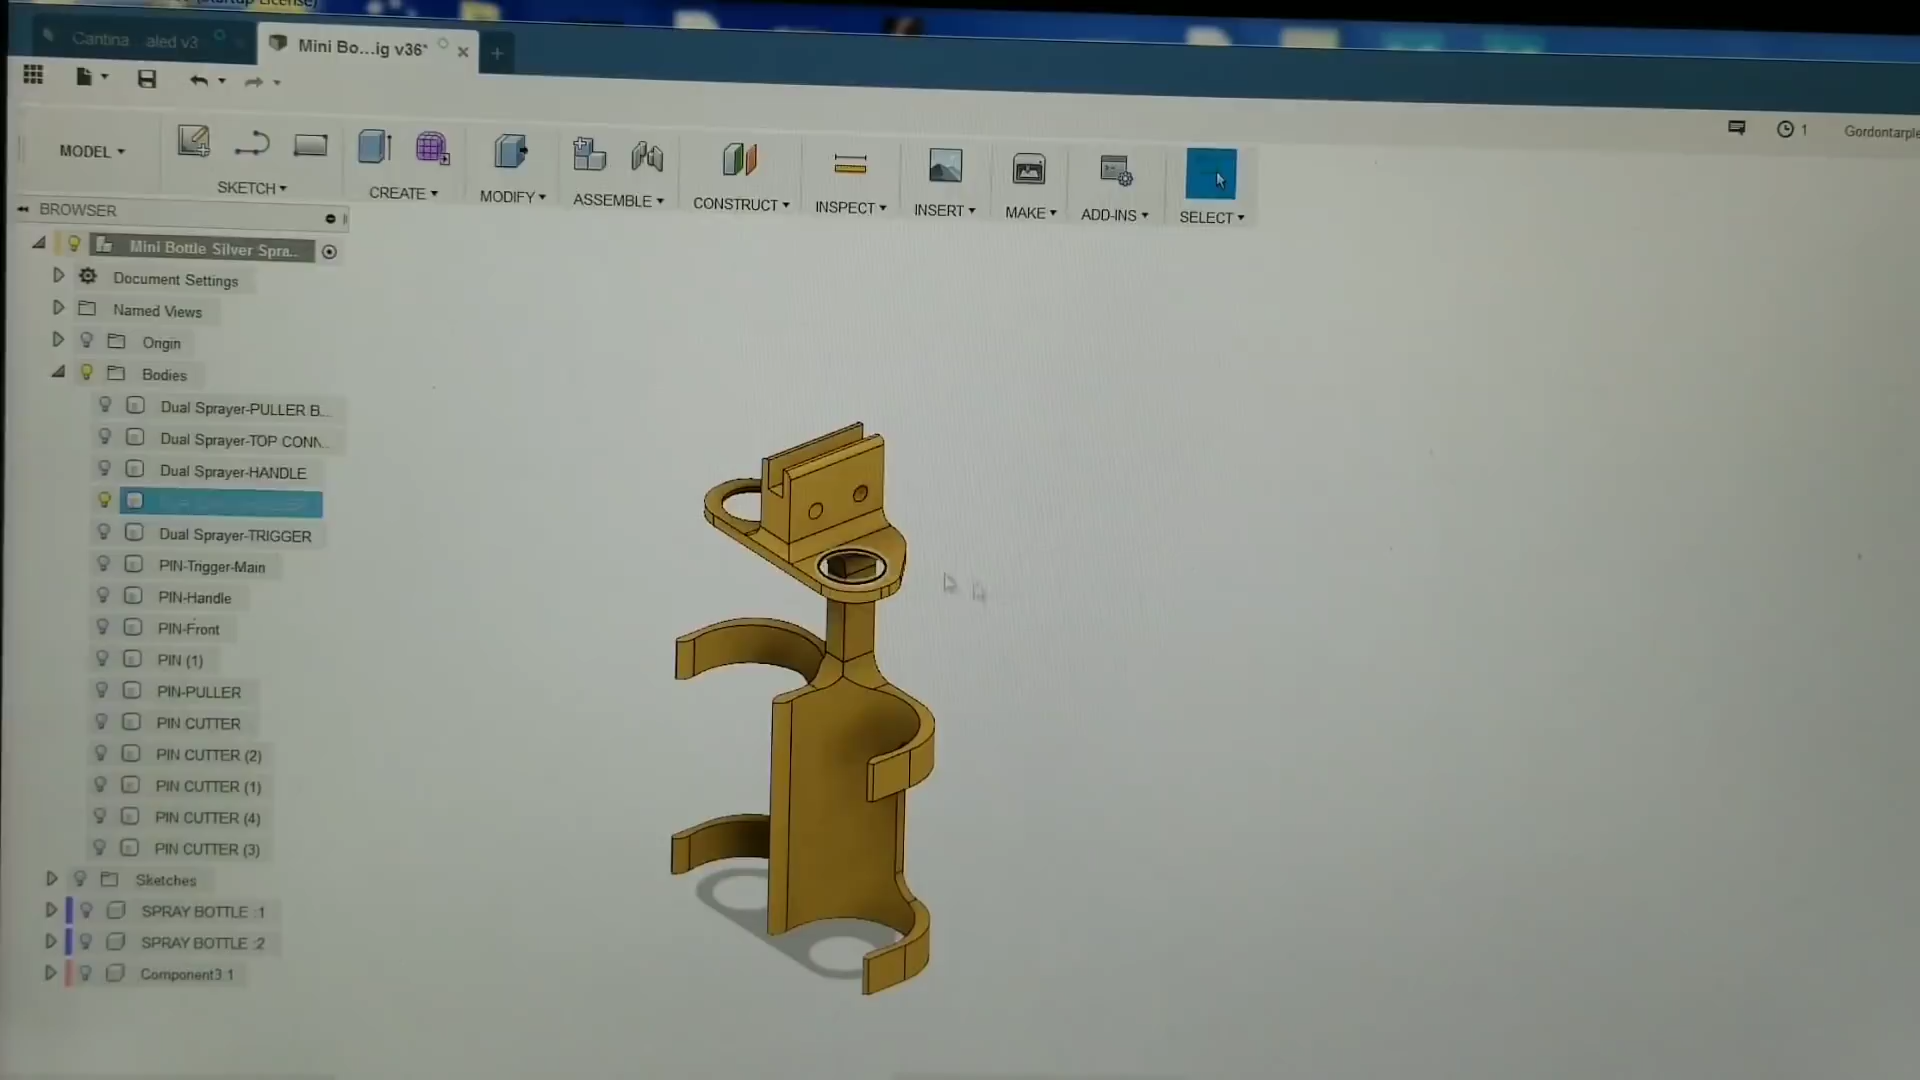 (Startup License)
Cantina aled v3
Mini Bo...ig v36*
1
Gordontarple
MODEL
SKETCH
CREATE
MODIFY
ASSEMBLE
CONSTRUCT
INSPECT
INSERT
MAKE
ADD-INS
SELECT
BROWSER
Mini Bottle Silver Spra...
Document Settings
Named Views
Origin
Bodies
Dual Sprayer-PULLER B...
Dual Sprayer-TOP CONN...
Dual Sprayer-HANDLE
Dual Sprayer-TRIGGER
PIN-Trigger-Main
PIN-Handle
PIN-Front
PIN (1)
PIN-PULLER
PIN CUTTER
PIN CUTTER (2)
PIN CUTTER (1)
PIN CUTTER (4)
PIN CUTTER (3)
Sketches
SPRAY BOTTLE :1
SPRAY BOTTLE :2
Component3:1